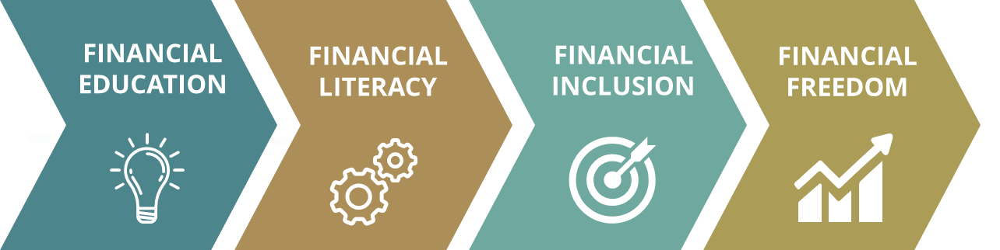 FINANCIAL
EDUCATION
FINANCIAL
LITERACY
FINANCIAL
INCLUSION
FINANCIAL
FREEDOM